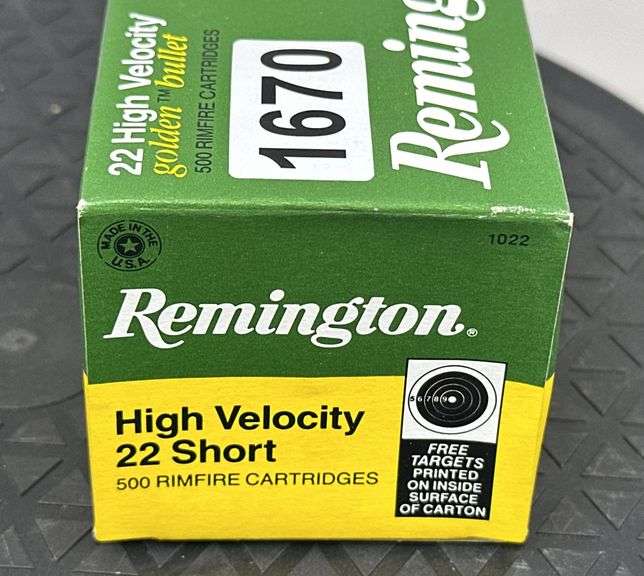 22 High Velocity
golden™ bullet
500 RIMFIRE CARTRIDGES
1670
MADE IN THE
U.S.A.
1022
Remington®
High Velocity
22 Short
500 RIMFIRE CARTRIDGES
5 6 7 8 9
FREE
TARGETS
PRINTED
ON INSIDE
SURFACE
OF CARTON